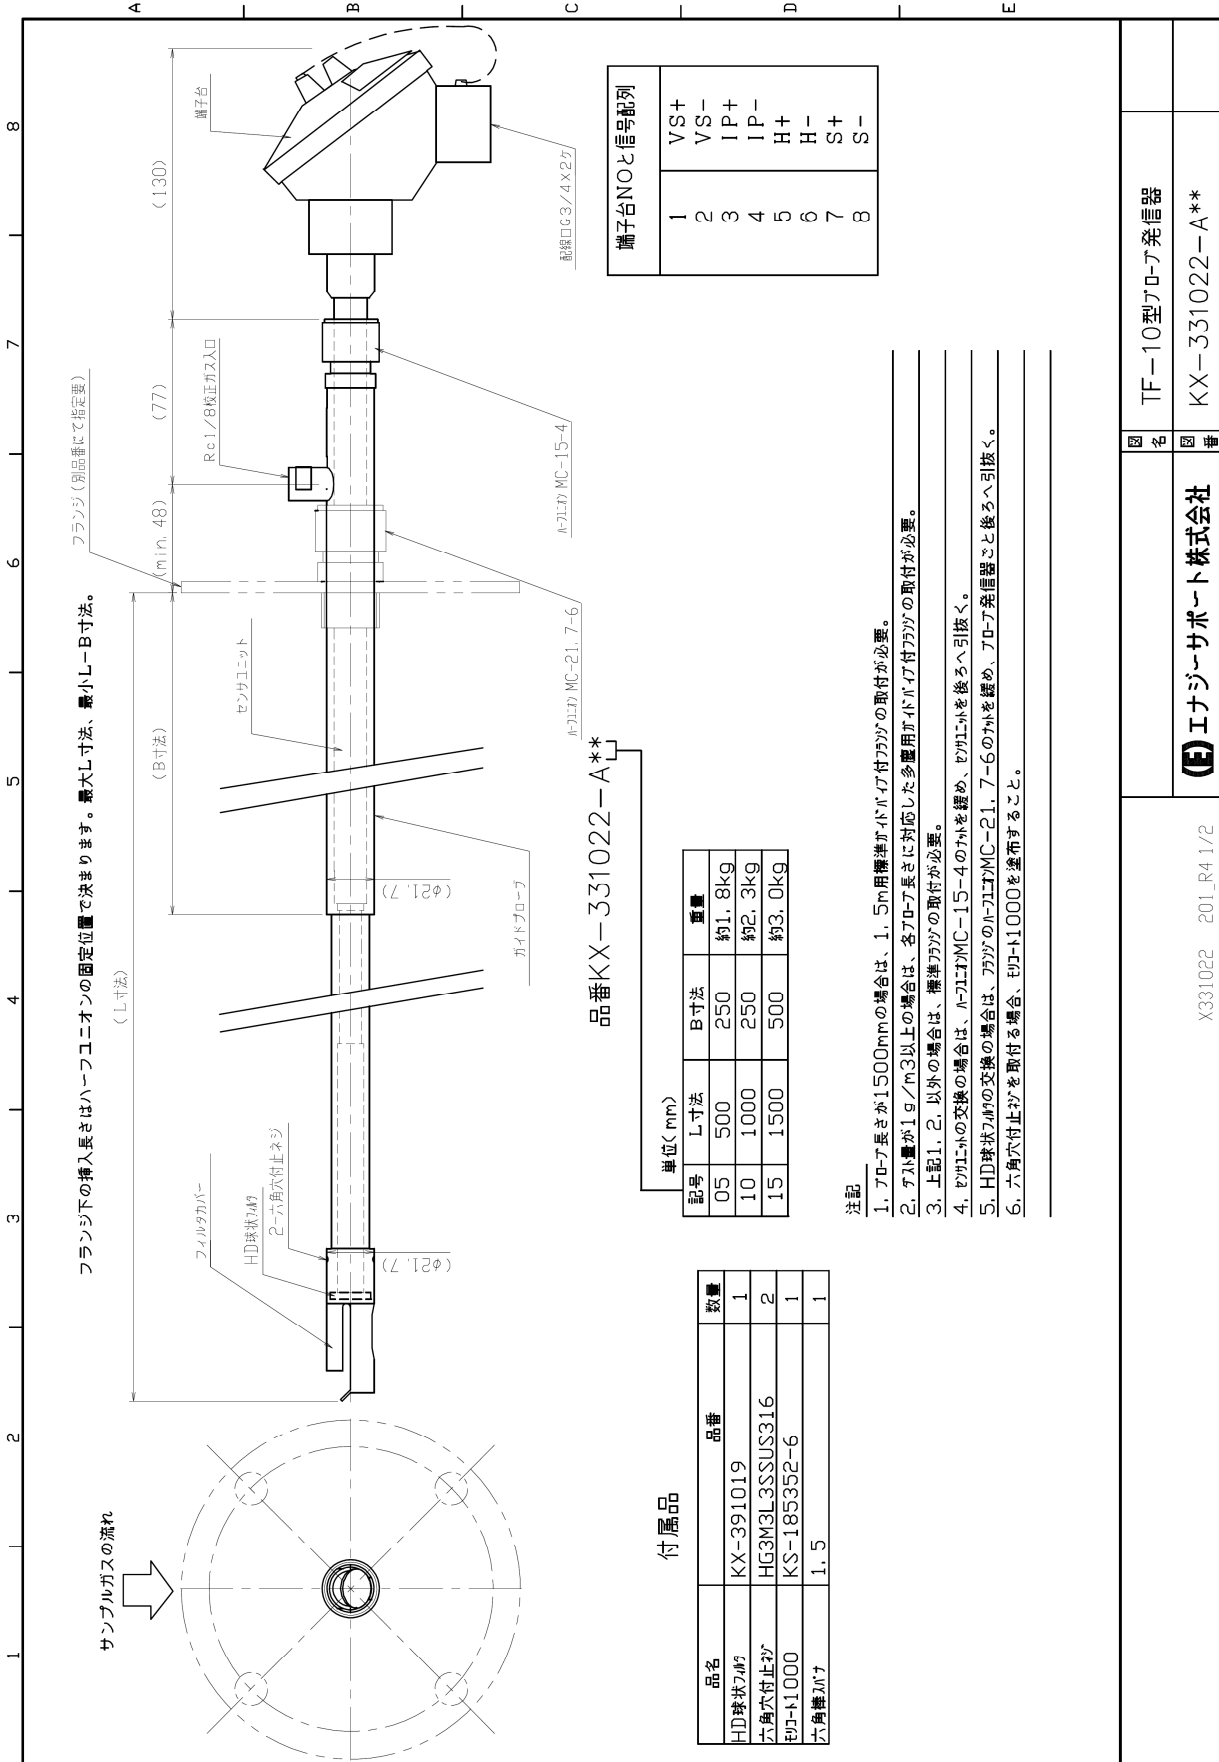 1
2
3
4
5
6
7
8
A
B
C
D
E
サンプルガスの流れ
フランジ下の挿入長さはハーフユニオンの固定位置で決まります。最大L寸法、最小L－B寸法。
(L寸法)
(B寸法)
(min. 48)
(77)
(130)
フランジ(別品番にて指定要)
Rc1/8校正ガス入口
端子台
フィルタカバー
HD球状ﾌｨﾙﾀ
2-六角穴付止ネジ
センサユニット
(φ21.7)
(φ21.7)
ガイドプローブ
ﾊｰﾌﾕﾆｵﾝ MC-21.7-6
ﾊｰﾌﾕﾆｵﾝ MC-15-4
配線口G3/4×2ケ
品番KX－331022－A**
単位(mm)
記号 L寸法 B寸法 重量
05 500 250 約1.8kg
10 1000 250 約2.3kg
15 1500 500 約3.0kg
端子台NOと信号配列
1 VS+
2 VS-
3 IP+
4 IP-
5 H+
6 H-
7 S+
8 S-
付属品
品名 品番 数量
HD球状ﾌｨﾙﾀ KX-391019 1
六角穴付止ﾈｼﾞ HG3M3L3SSUS316 2
ﾓﾘｺｰﾄ1000 KS-185352-6 1
六角棒ｽﾊﾟﾅ 1.5 1
注記
1. ﾌﾟﾛｰﾌﾞ長さが1500mmの場合は、1.5m用標準ｶﾞｲﾄﾞﾊﾟｲﾌﾟ付ﾌﾗﾝｼﾞの取付が必要。
2. ﾀﾞｽﾄ量が1g/m3以上の場合は、各ﾌﾟﾛｰﾌﾞ長さに対応した多塵用ｶﾞｲﾄﾞﾊﾟｲﾌﾟ付ﾌﾗﾝｼﾞの取付が必要。
3. 上記1.2.以外の場合は、標準ﾌﾗﾝｼﾞの取付が必要。
4. ｾﾝｻﾕﾆｯﾄの交換の場合は、ﾊｰﾌﾕﾆｵﾝMC-15-4のﾅｯﾄを緩め、ｾﾝｻﾕﾆｯﾄを後ろへ引抜く。
5. HD球状ﾌｨﾙﾀの交換の場合は、ﾌﾗﾝｼﾞのﾊｰﾌﾕﾆｵﾝMC-21.7-6のﾅｯﾄを緩め、ﾌﾟﾛｰﾌﾞ発信器ごと後ろへ引抜く。
6. 六角穴付止ﾈｼﾞを取付る場合、ﾓﾘｺｰﾄ1000を塗布すること。
X331022 201_R4 1/2
(E)エナジーサポート株式会社
図名 TF－10型ﾌﾟﾛｰﾌﾞ発信器
図番 KX－331022－A**